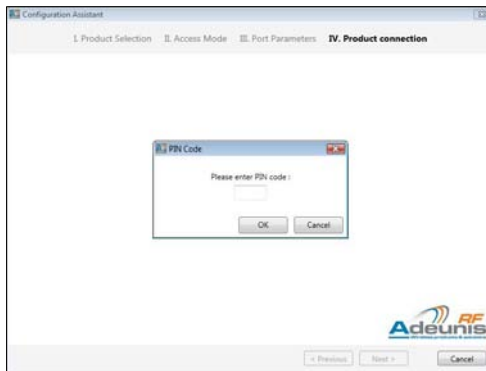 Configuration Assistant
I. Product Selection II. Access Mode III. Port Parameters IV. Product connection
PIN Code
Please enter PIN code :
OK Cancel
Adeunis RF
< Previous Next > Cancel